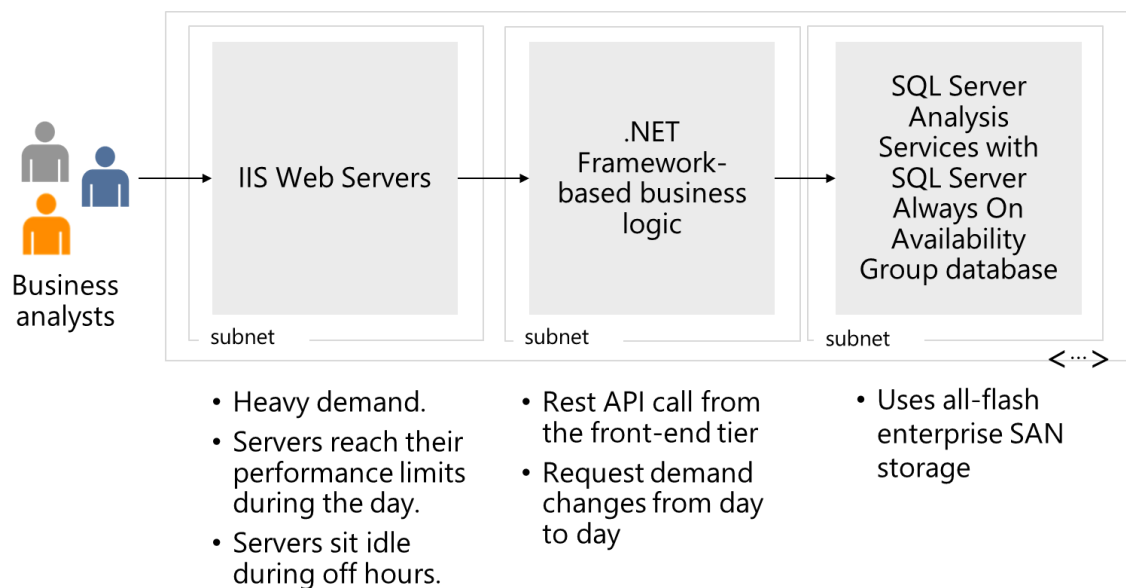 Business
analysts
IIS Web Servers
subnet
.NET
Framework-
based business
logic
subnet
SQL Server
Analysis
Services with
SQL Server
Always On
Availability
Group database
subnet
<···>
• Heavy demand.
• Servers reach their
performance limits
during the day.
• Servers sit idle
during off hours.
• Rest API call from
the front-end tier
• Request demand
changes from day
to day
• Uses all-flash
enterprise SAN
storage